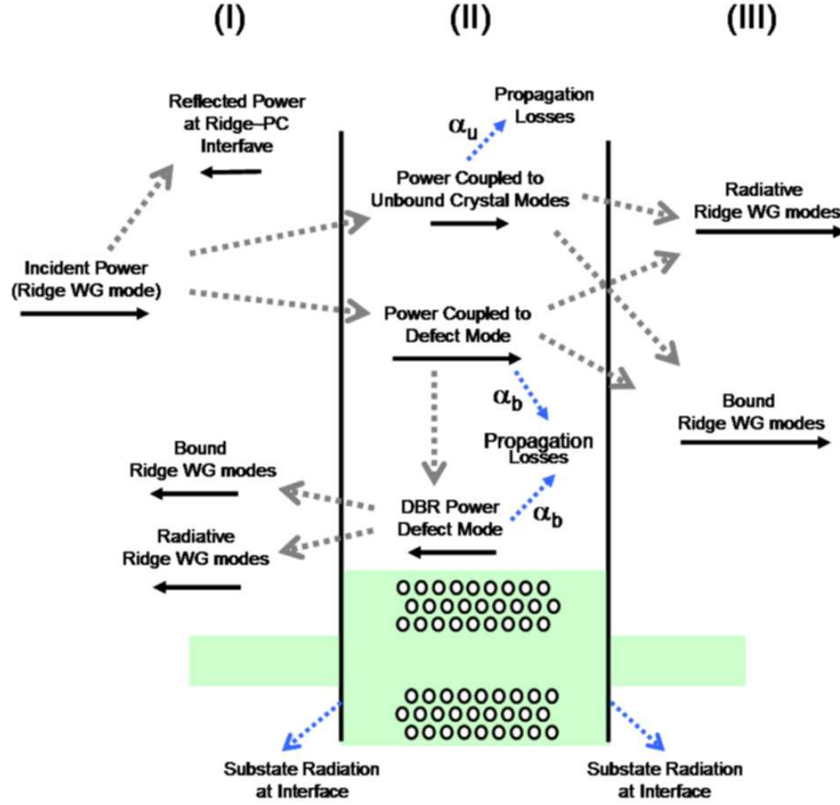 (I)
(II)
(III)
Reflected Power
at Ridge–PC
Interfave
Propagation
Losses
αu
Power Coupled to
Unbound Crystal Modes
Radiative
Ridge WG modes
Incident Power
(Ridge WG mode)
Power Coupled to
Defect Mode
αb
Bound
Ridge WG modes
Propagation
Losses
Bound
Ridge WG modes
DBR Power
Defect Mode
αb
Radiative
Ridge WG modes
Substate Radiation
at Interface
Substate Radiation
at Interface